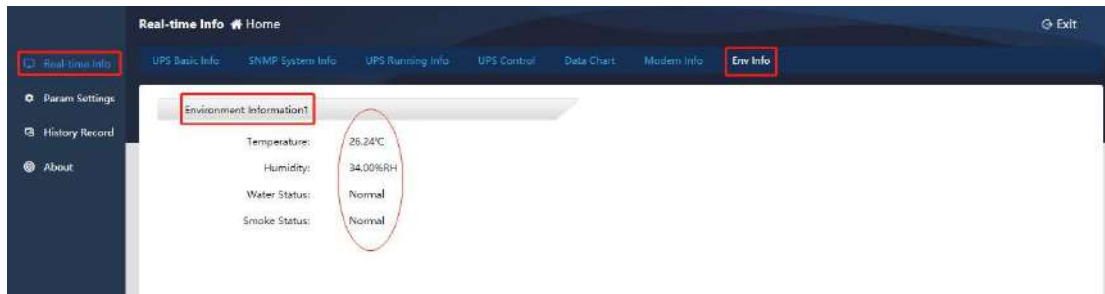 Real-time Info Home Exit
Real-time Info
UPS Basic Info SNMP System Info UPS Running Info UPS Control Data Chart Modem Info Env Info
Param Settings
History Record
About
Environment Information1
Temperature: 26.24℃
Humidity: 34.00%RH
Water Status: Normal
Smoke Status: Normal